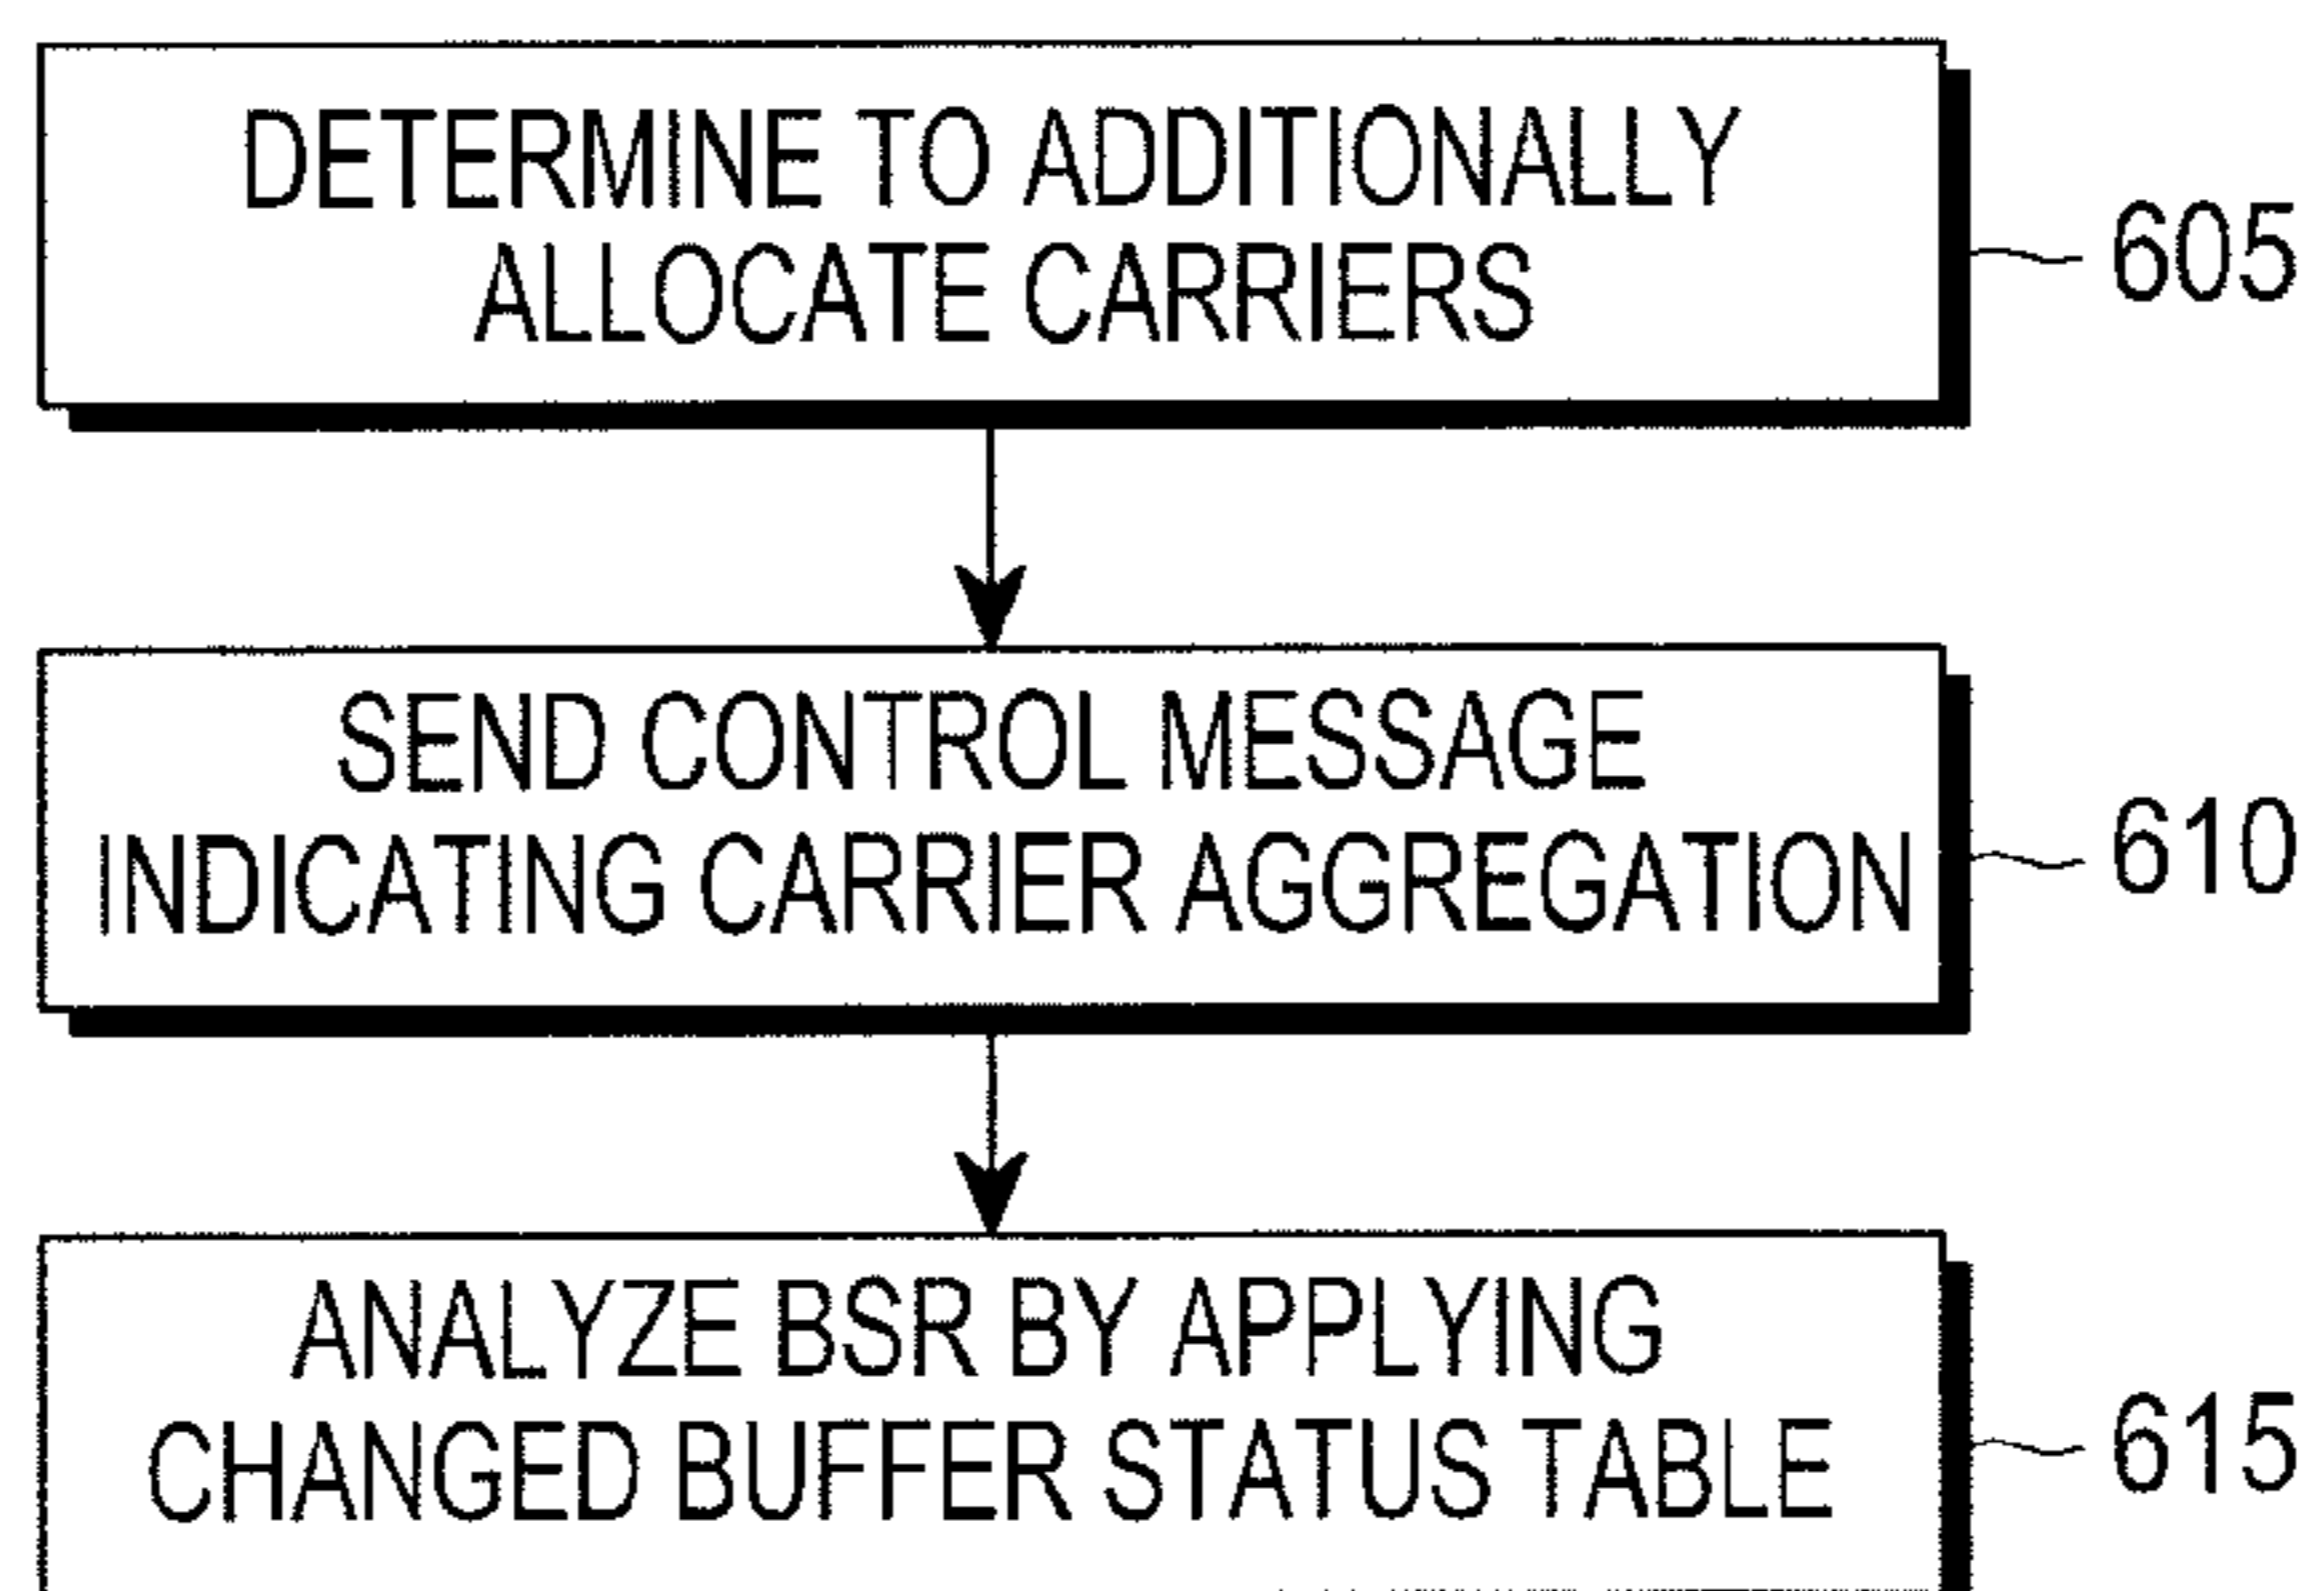 DETERMINE TO ADDITIONALLY
ALLOCATE CARRIERS
605
SEND CONTROL MESSAGE
INDICATING CARRIER AGGREGATION
610
ANALYZE BSR BY APPLYING
CHANGED BUFFER STATUS TABLE
615